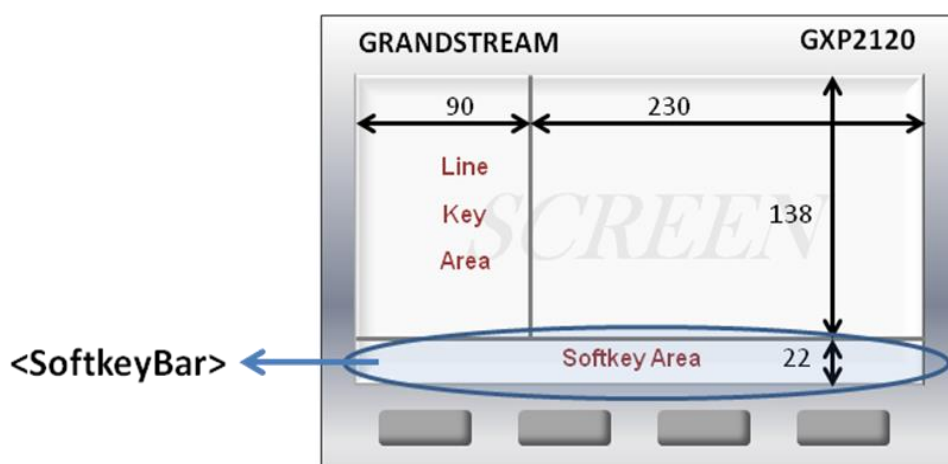 GRANDSTREAM GXP2120
90 230
Line
Key
Area
SCREEN
138
<SoftkeyBar>
Softkey Area 22